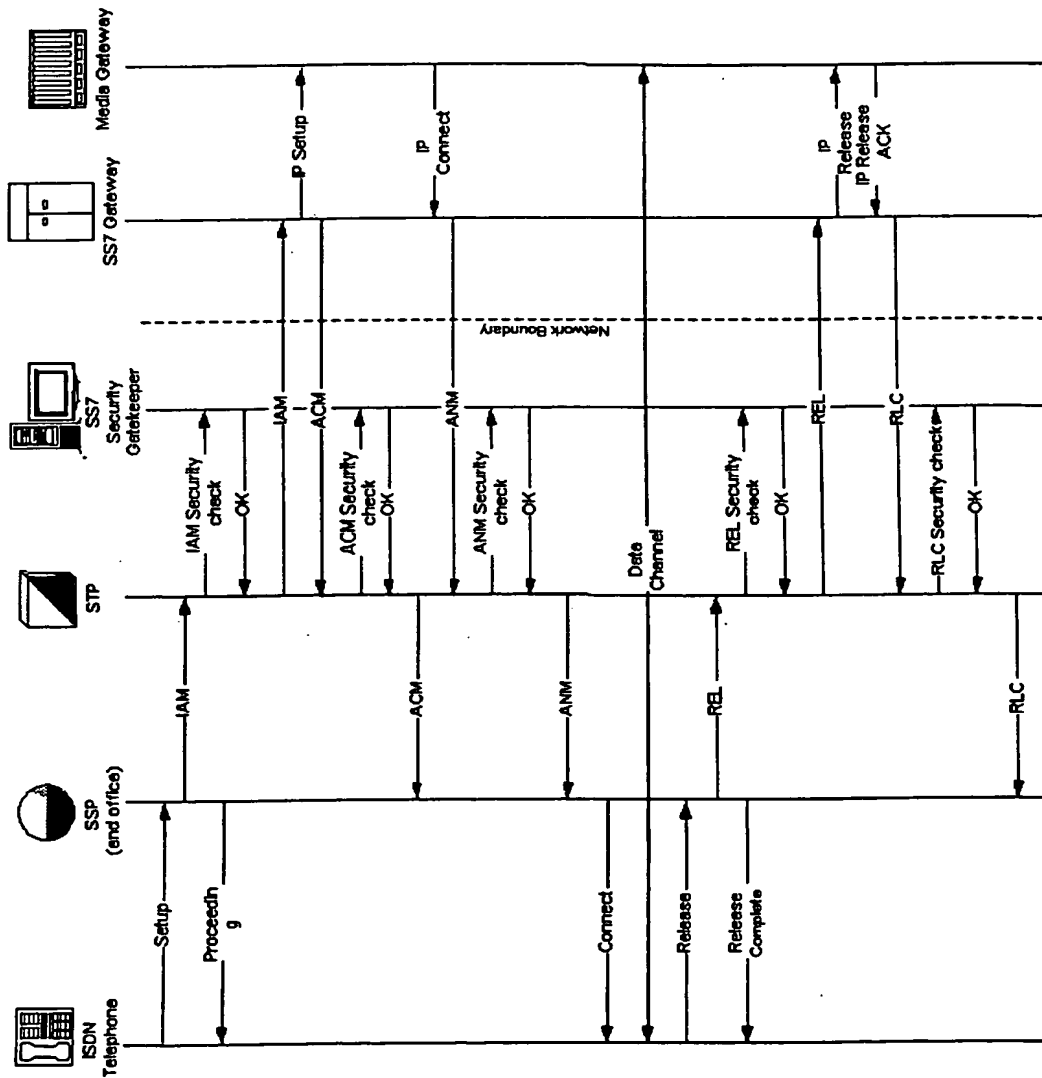 ISDN
Telephone
SSP
(end office)
STP
SS7
Security
Gatekeeper
SS7 Gateway
Media Gateway
Network Boundary
Setup
IAM
IAM Security
check
Proceedin
g
OK
IAM
IP Setup
ACM
ACM Security
check
OK
ACM
IP
Connect
ANM
ANM Security
check
OK
ANM
Connect
Data
Channel
Release
REL
REL Security
check
Release
Complete
OK
REL
IP
Release
IP Release
ACK
RLC
RLC Security check
OK
RLC